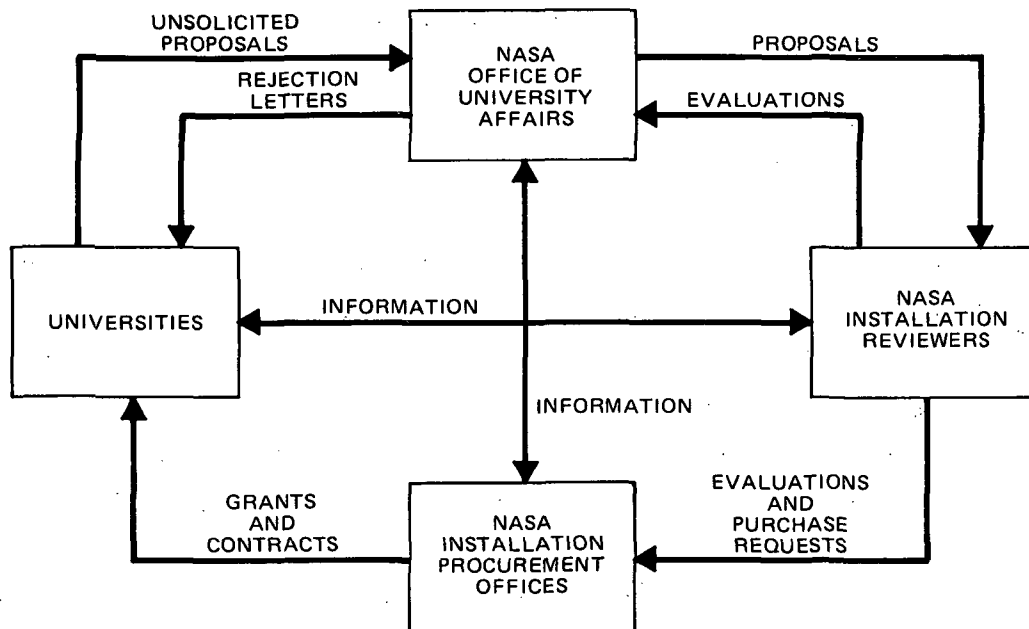 UNSOLICITED
PROPOSALS
REJECTION
LETTERS
NASA
OFFICE OF
UNIVERSITY
AFFAIRS
PROPOSALS
EVALUATIONS
UNIVERSITIES
INFORMATION
NASA
INSTALLATION
REVIEWERS
INFORMATION
GRANTS
AND
CONTRACTS
NASA
INSTALLATION
PROCUREMENT
OFFICES
EVALUATIONS
AND
PURCHASE
REQUESTS